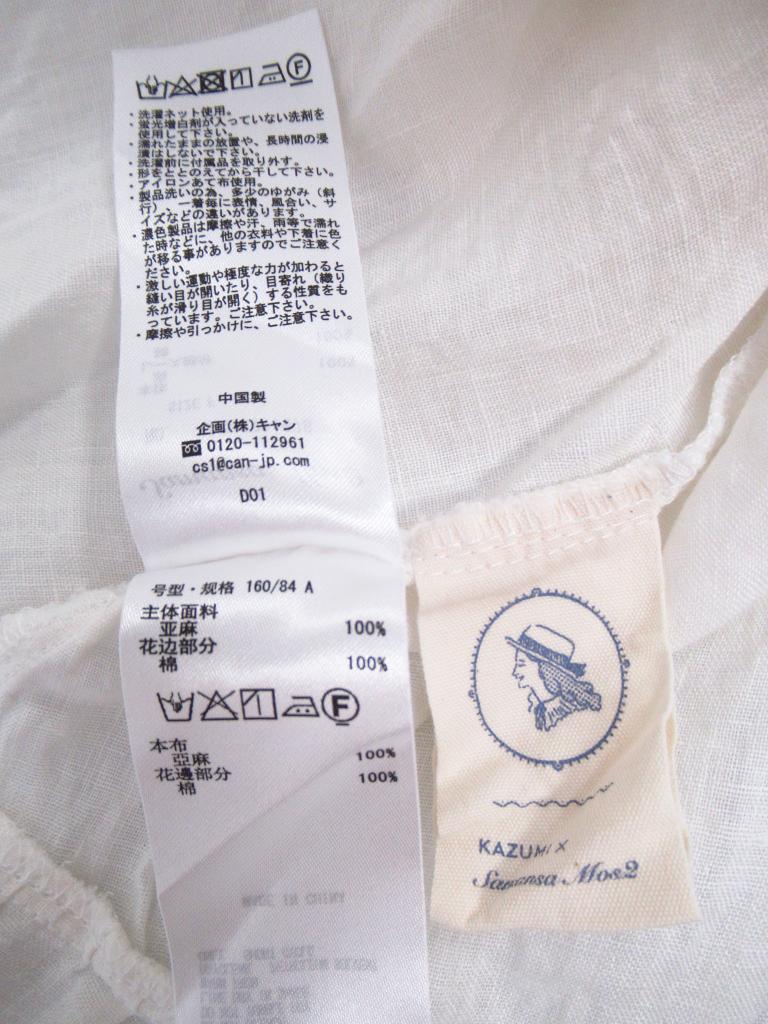 ・洗濯ネット使用。
・蛍光増白剤が入っていない洗剤を
使用して下さい。
・濡れたままの放置や、長時間の浸
漬はしないで下さい。
・洗濯前に付属品を取り外す。
・形をととのえてから干して下さい。
・アイロンあて布使用。
・製品洗いの為、多少のゆがみ（斜
行）、一着毎に表情、風合い、サ
イズなどの違いがあります。
・濃色製品は摩擦や汗、雨等で濡れ
た時などに、他の衣料や下着に色
が移る事がありますのでご注意く
ださい。
・激しい運動や極度な力が加わると
縫い目が開いたり、目寄れ（織り
糸が滑り目が開く）する性質をも
っています。ご注意下さい。
・摩擦や引っかけに、ご注意下さい。
中国製
企画(株)キャン
0120-112961
cs1@can-jp.com
D01
号型・规格 160/84 A
主体面料
亚麻 100%
花边部分
棉 100%
本布
亞麻 100%
花邊部分 100%
棉
KAZUMI X
Samansa Mos2